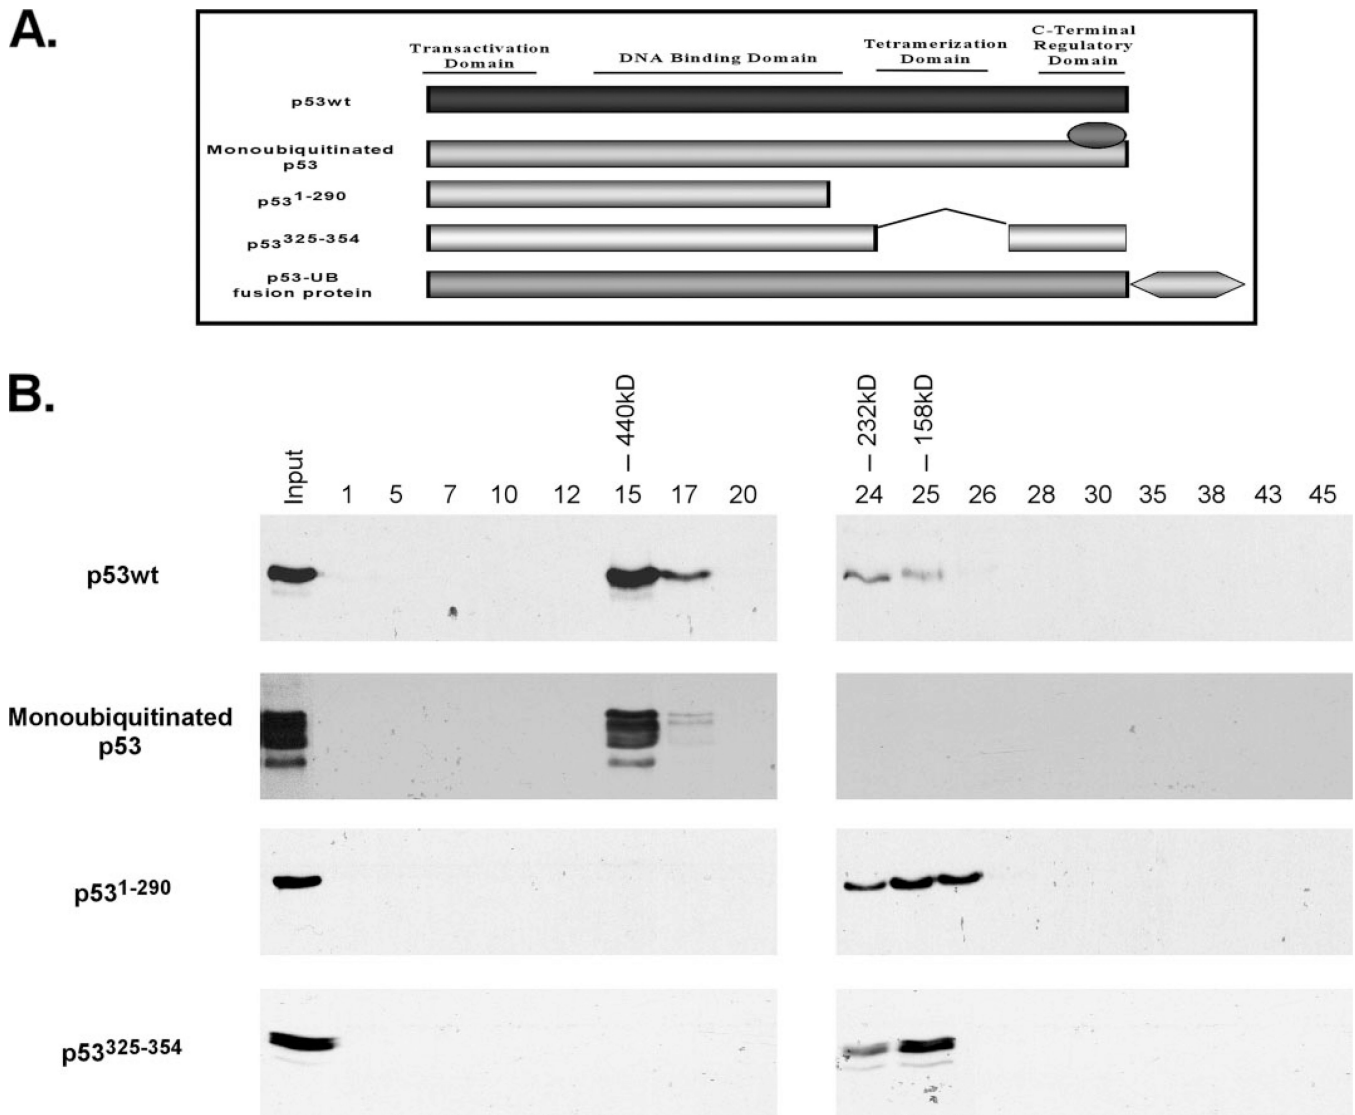 A.
Transactivation
Domain
DNA Binding Domain
Tetramerization
Domain
C-Terminal
Regulatory
Domain
p53wt
Monoubiquitinated
p53
p53 1-290
p53 325-354
p53-UB
fusion protein
B.
Input 1 5 7 10 12 15 17 20 24 25 26 28 30 35 38 43 45
– 440kD
– 232kD
– 158kD
p53wt
Monoubiquitinated
p53
p53 1-290
p53 325-354